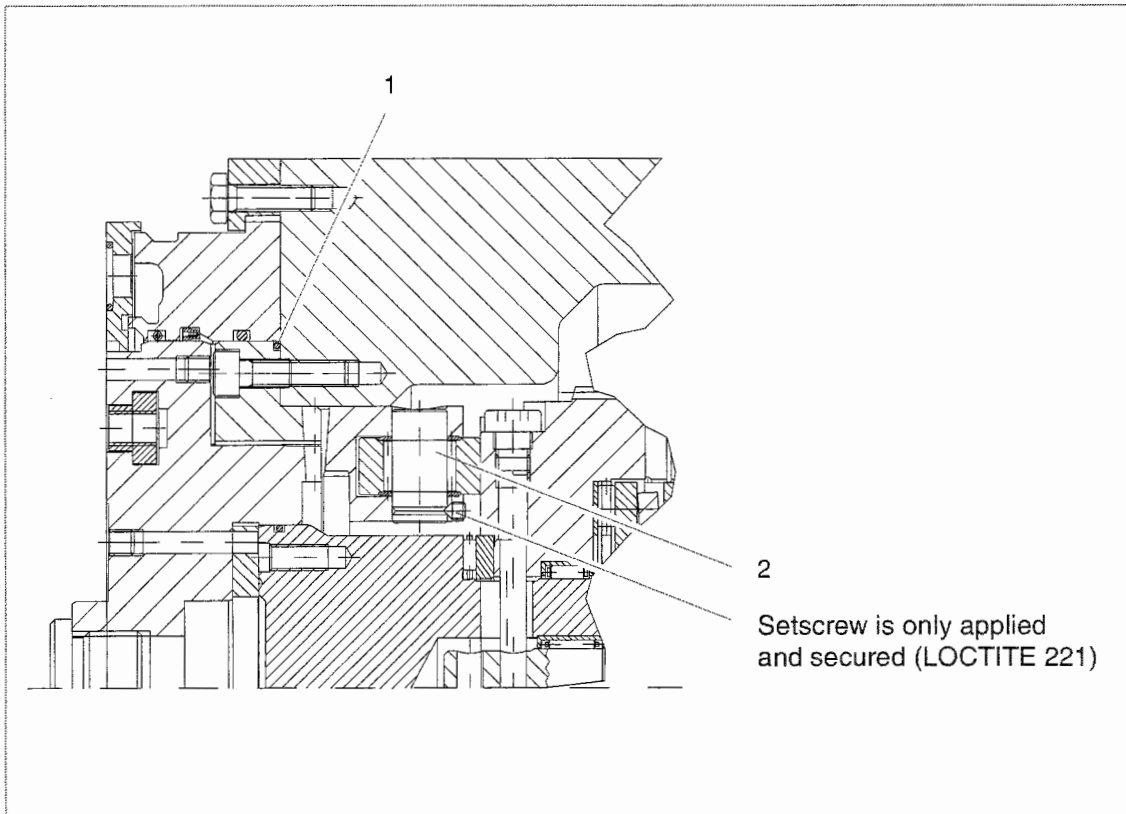 1
2
Setscrew is only applied
and secured (LOCTITE 221)